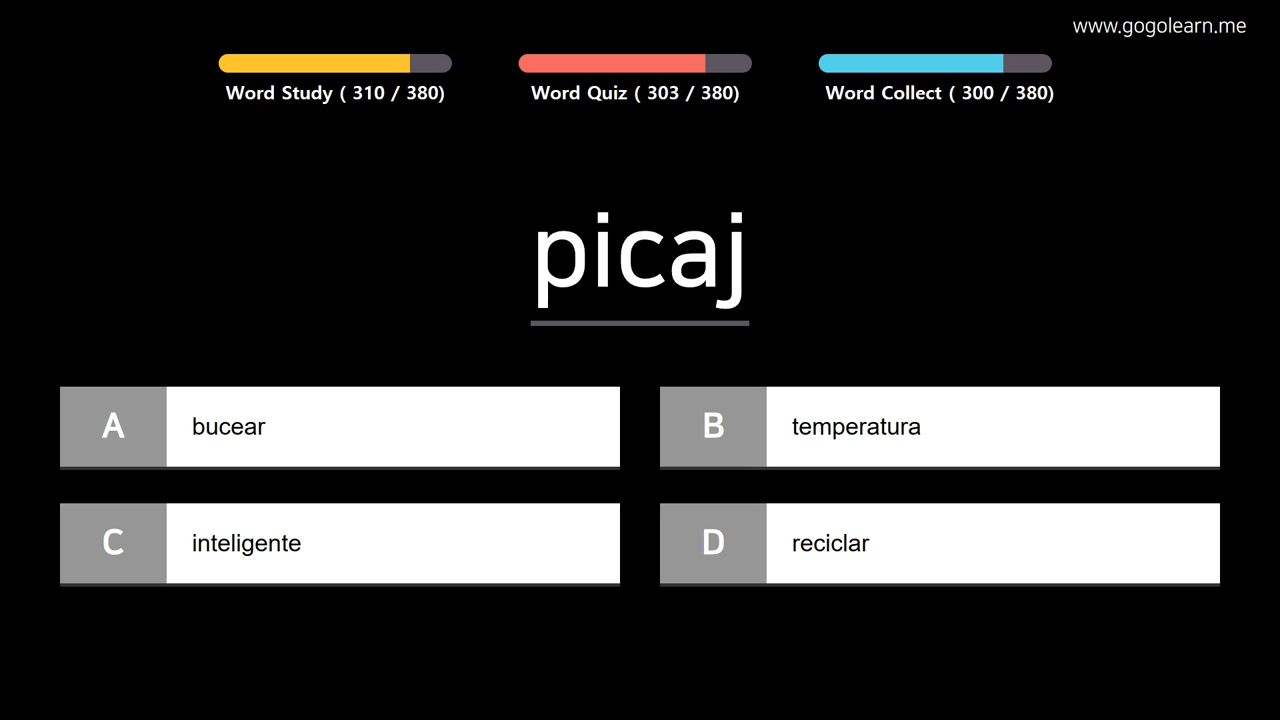 www.gogolearn.me
Word Study ( 310 / 380)
Word Quiz ( 303 / 380)
Word Collect ( 300 / 380)
picaj
A bucear
B temperatura
C inteligente
D reciclar